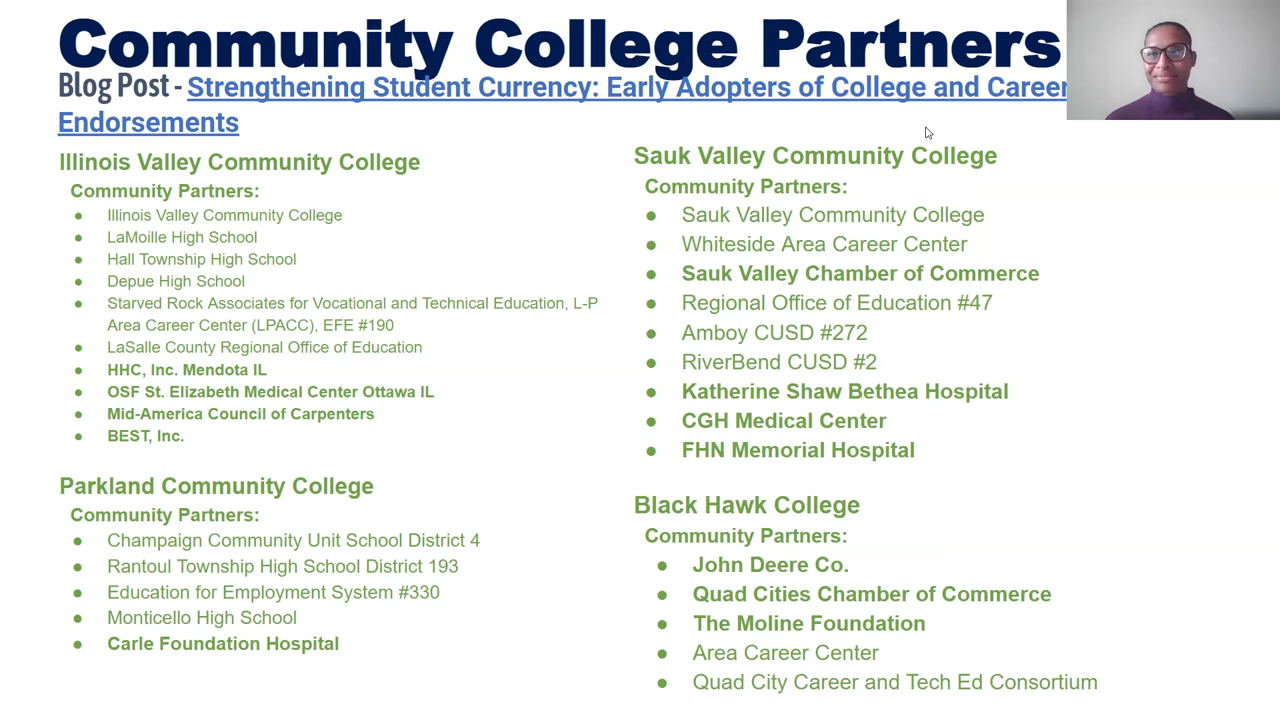 Community College Partners
Blog Post - Strengthening Student Currency: Early Adopters of College and Career
Endorsements
Illinois Valley Community College
Community Partners:
● Illinois Valley Community College
● LaMoille High School
● Hall Township High School
● Depue High School
● Starved Rock Associates for Vocational and Technical Education, L-P
Area Career Center (LPACC), EFE #190
● LaSalle County Regional Office of Education
● HHC, Inc. Mendota IL
● OSF St. Elizabeth Medical Center Ottawa IL
● Mid-America Council of Carpenters
● BEST, Inc.
Parkland Community College
Community Partners:
● Champaign Community Unit School District 4
● Rantoul Township High School District 193
● Education for Employment System #330
● Monticello High School
● Carle Foundation Hospital
Sauk Valley Community College
Community Partners:
● Sauk Valley Community College
● Whiteside Area Career Center
● Sauk Valley Chamber of Commerce
● Regional Office of Education #47
● Amboy CUSD #272
● RiverBend CUSD #2
● Katherine Shaw Bethea Hospital
● CGH Medical Center
● FHN Memorial Hospital
Black Hawk College
Community Partners:
● John Deere Co.
● Quad Cities Chamber of Commerce
● The Moline Foundation
● Area Career Center
● Quad City Career and Tech Ed Consortium